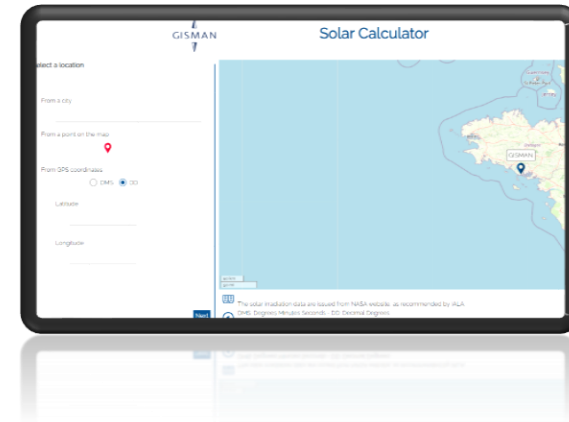 GISMAN
Solar Calculator
elect a location
From a city
From a point on the map
From GPS coordinates
DMS
DD
Latitude
Longitude
Next
GISMAN
The solar irradiation data are issued from NASA website, as recommended by IALA
DMS: Degrees Minutes Seconds - DD: Decimal Degrees